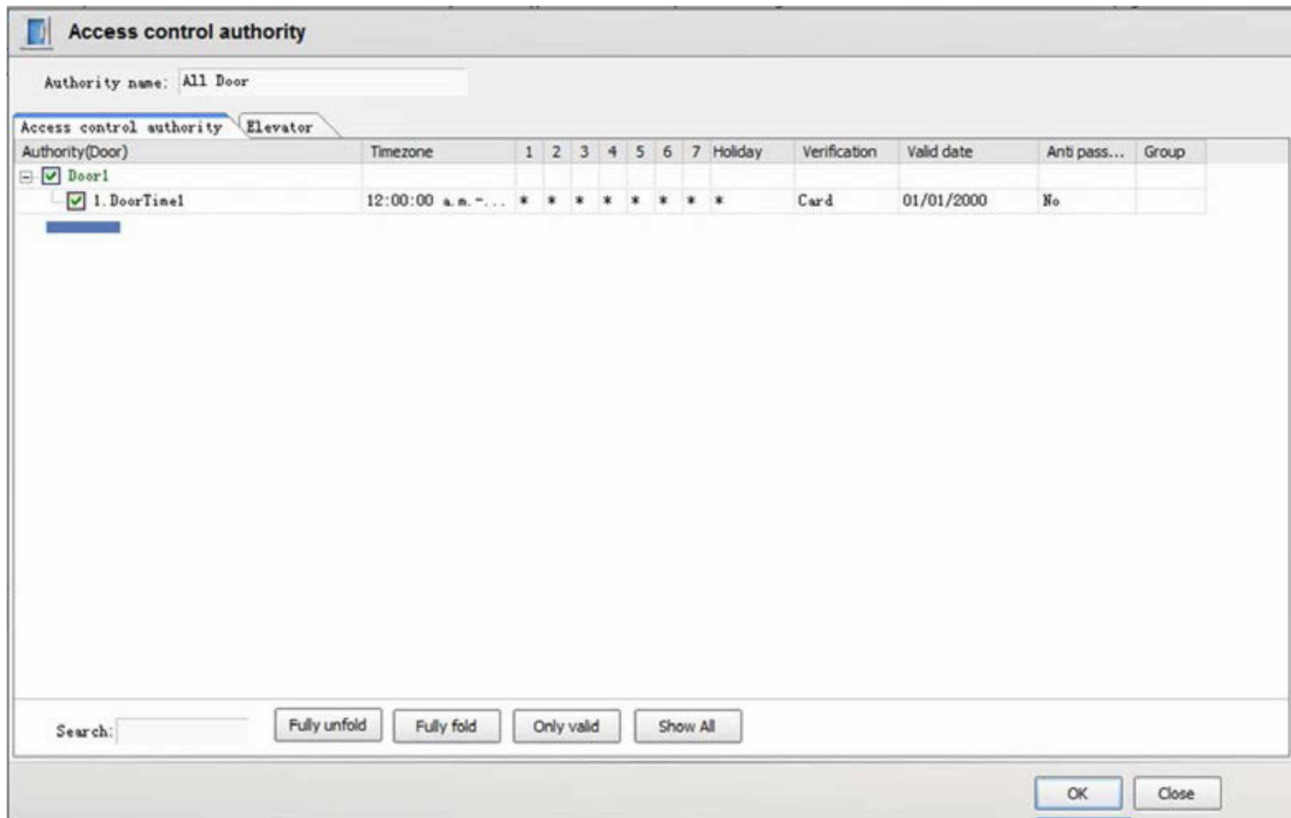 Access control authority
Authority name: All Door
Access control authority Elevator
Authority(Door) Timezone 1 2 3 4 5 6 7 Holiday Verification Valid date Anti pass... Group
Door1
1.DoorTime1 12:00:00 a.m.-... * * * * * * * * Card 01/01/2000 No
Search: Fully unfold Fully fold Only valid Show All
OK Close